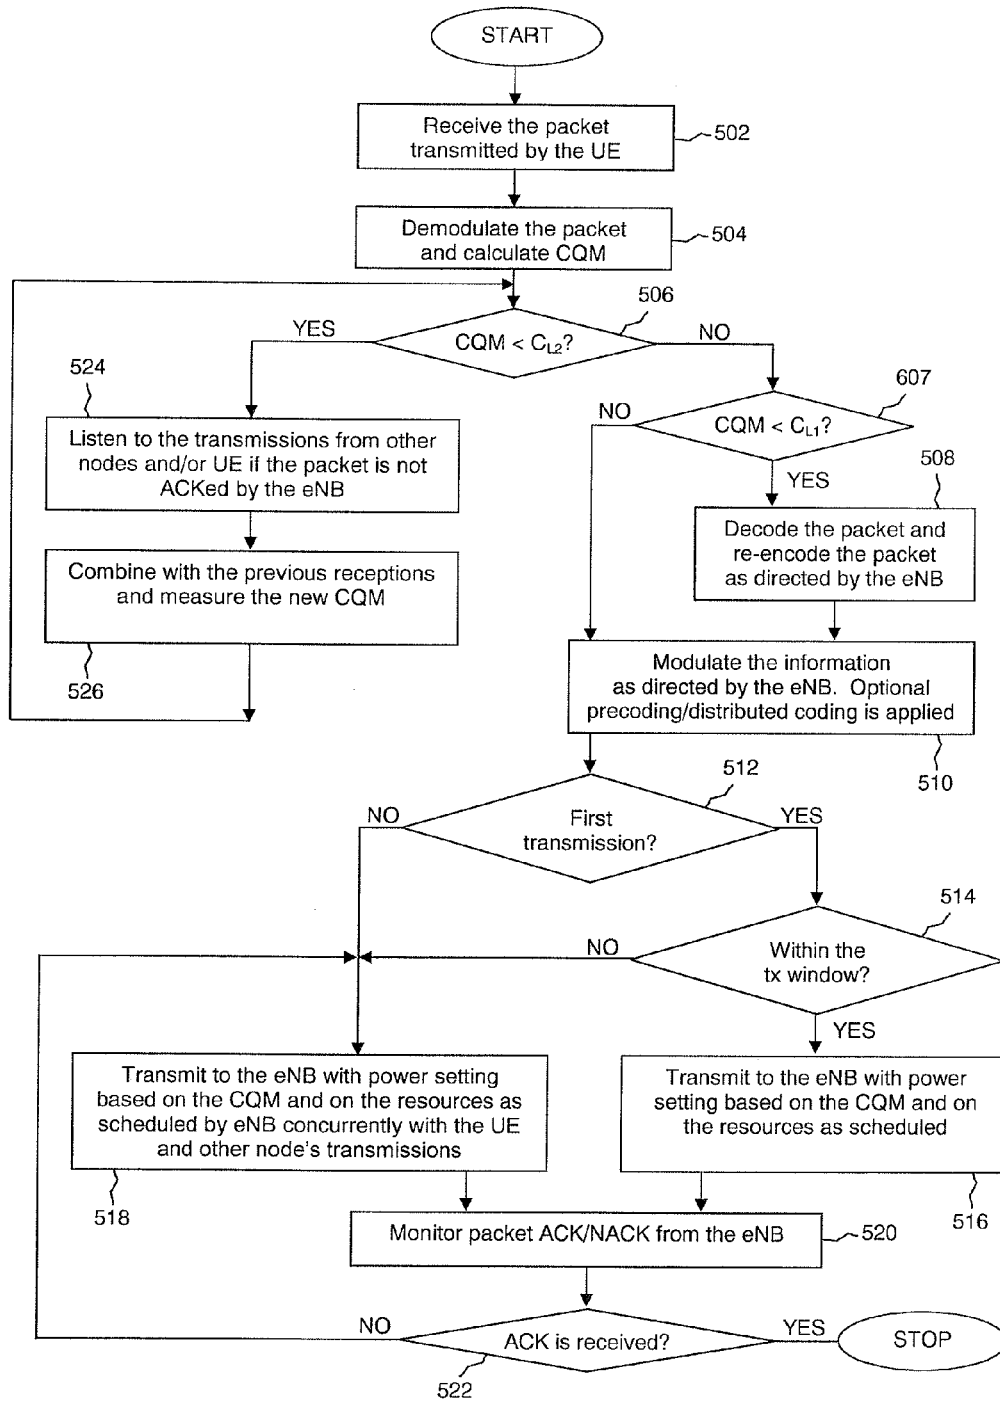 START
Receive the packet
transmitted by the UE
502
Demodulate the packet
and calculate CQM
504
506
YES
CQM < CL2?
NO
524
607
NO
CQM < CL1?
YES
508
Listen to the transmissions from other
nodes and/or UE if the packet is not
ACKed by the eNB
Decode the packet and
re-encode the packet
as directed by the eNB
Combine with the previous receptions
and measure the new CQM
526
Modulate the information
as directed by the eNB. Optional
precoding/distributed coding is applied
510
512
NO
First
transmission?
YES
514
NO
Within the
tx window?
YES
Transmit to the eNB with power setting
based on the CQM and on the resources as
scheduled by eNB concurrently with the UE
and other node's transmissions
518
Transmit to the eNB with power
setting based on the CQM and on
the resources as scheduled
516
Monitor packet ACK/NACK from the eNB
520
NO
ACK is received?
YES
STOP
522